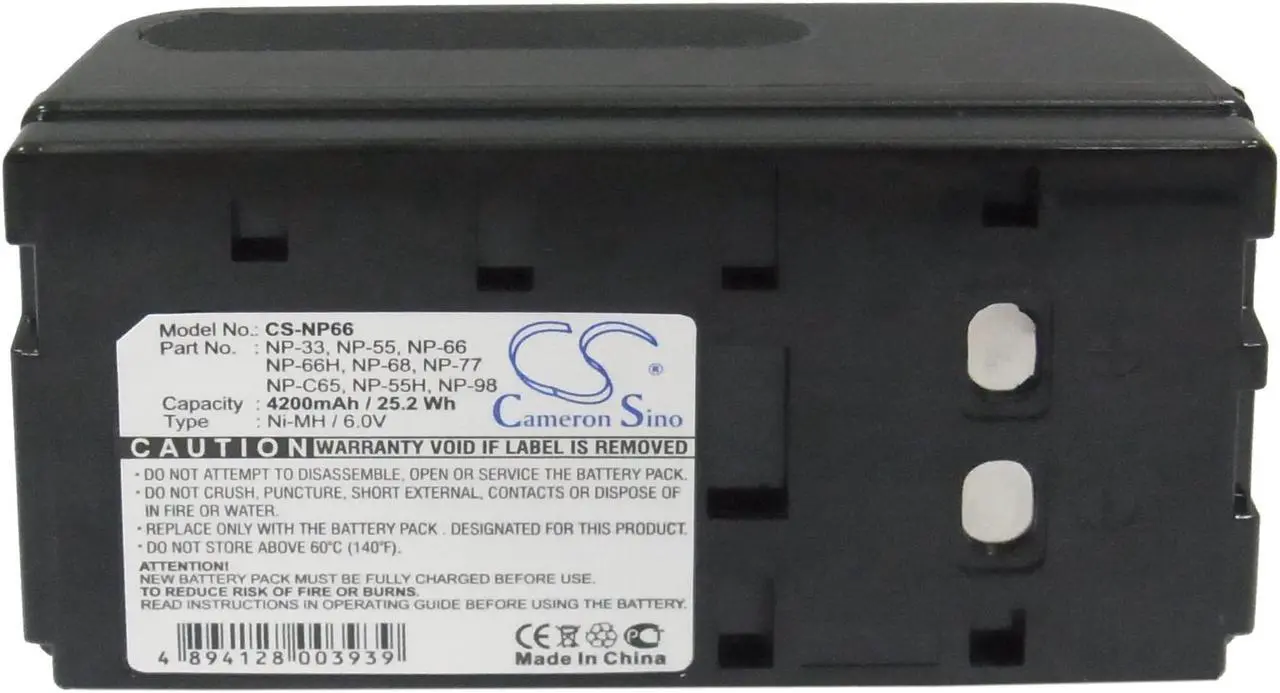 Model No.: CS-NP66
Part No. : NP-33, NP-55, NP-66
NP-66H, NP-68, NP-77
NP-C65, NP-55H, NP-98
Capacity : 4200mAh / 25.2 Wh
Type : Ni-MH / 6.0V
CS ®
Cameron Sino
CAUTION WARRANTY VOID IF LABEL IS REMOVED
· DO NOT ATTEMPT TO DISASSEMBLE, OPEN OR SERVICE THE BATTERY PACK.
· DO NOT CRUSH, PUNCTURE, SHORT EXTERNAL, CONTACTS OR DISPOSE OF
IN FIRE OR WATER.
· REPLACE ONLY WITH THE BATTERY PACK . DESIGNATED FOR THIS PRODUCT.
· DO NOT STORE ABOVE 60°C (140°F).
ATTENTION!
NEW BATTERY PACK MUST BE FULLY CHARGED BEFORE USE.
TO REDUCE RISK OF FIRE OR BURNS.
READ INSTRUCTIONS IN OPERATING GUIDE BEFORE USING THE BATTERY.
4 894128 003939
CE PC
Made In China